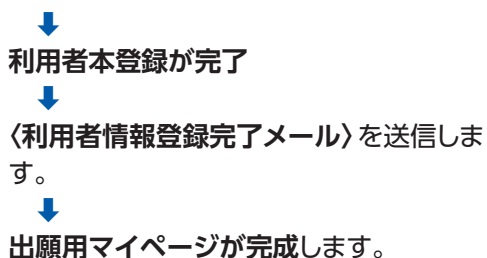 ⬇
利用者本登録が完了
⬇
〈利用者情報登録完了メール〉を送信しま
す。
⬇
出願用マイページが完成します。